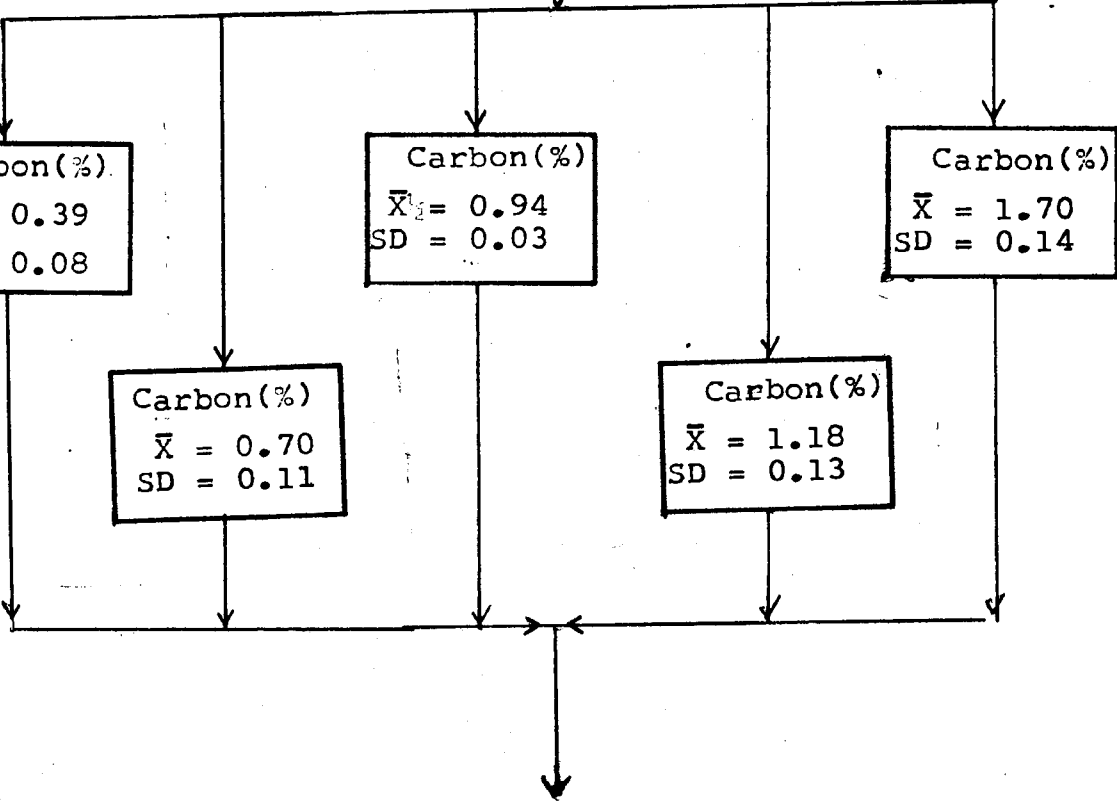 bon(%)
0.39
0.08
Carbon(%)
X̄ = 0.70
SD = 0.11
Carbon(%)
X̄ = 0.94
SD = 0.03
Carbon(%)
X̄ = 1.18
SD = 0.13
Carbon(%)
X̄ = 1.70
SD = 0.14